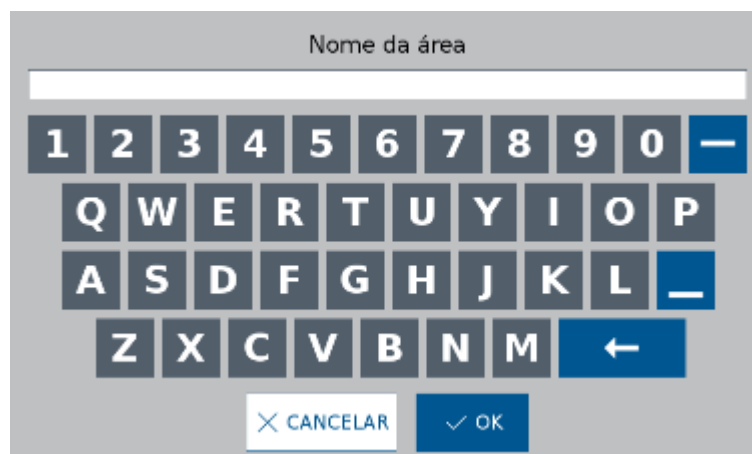 Nome da área
1 2 3 4 5 6 7 8 9 0 —
Q W E R T U Y I O P
A S D F G H J K L _
Z X C V B N M ←
× CANCELAR ✓ OK